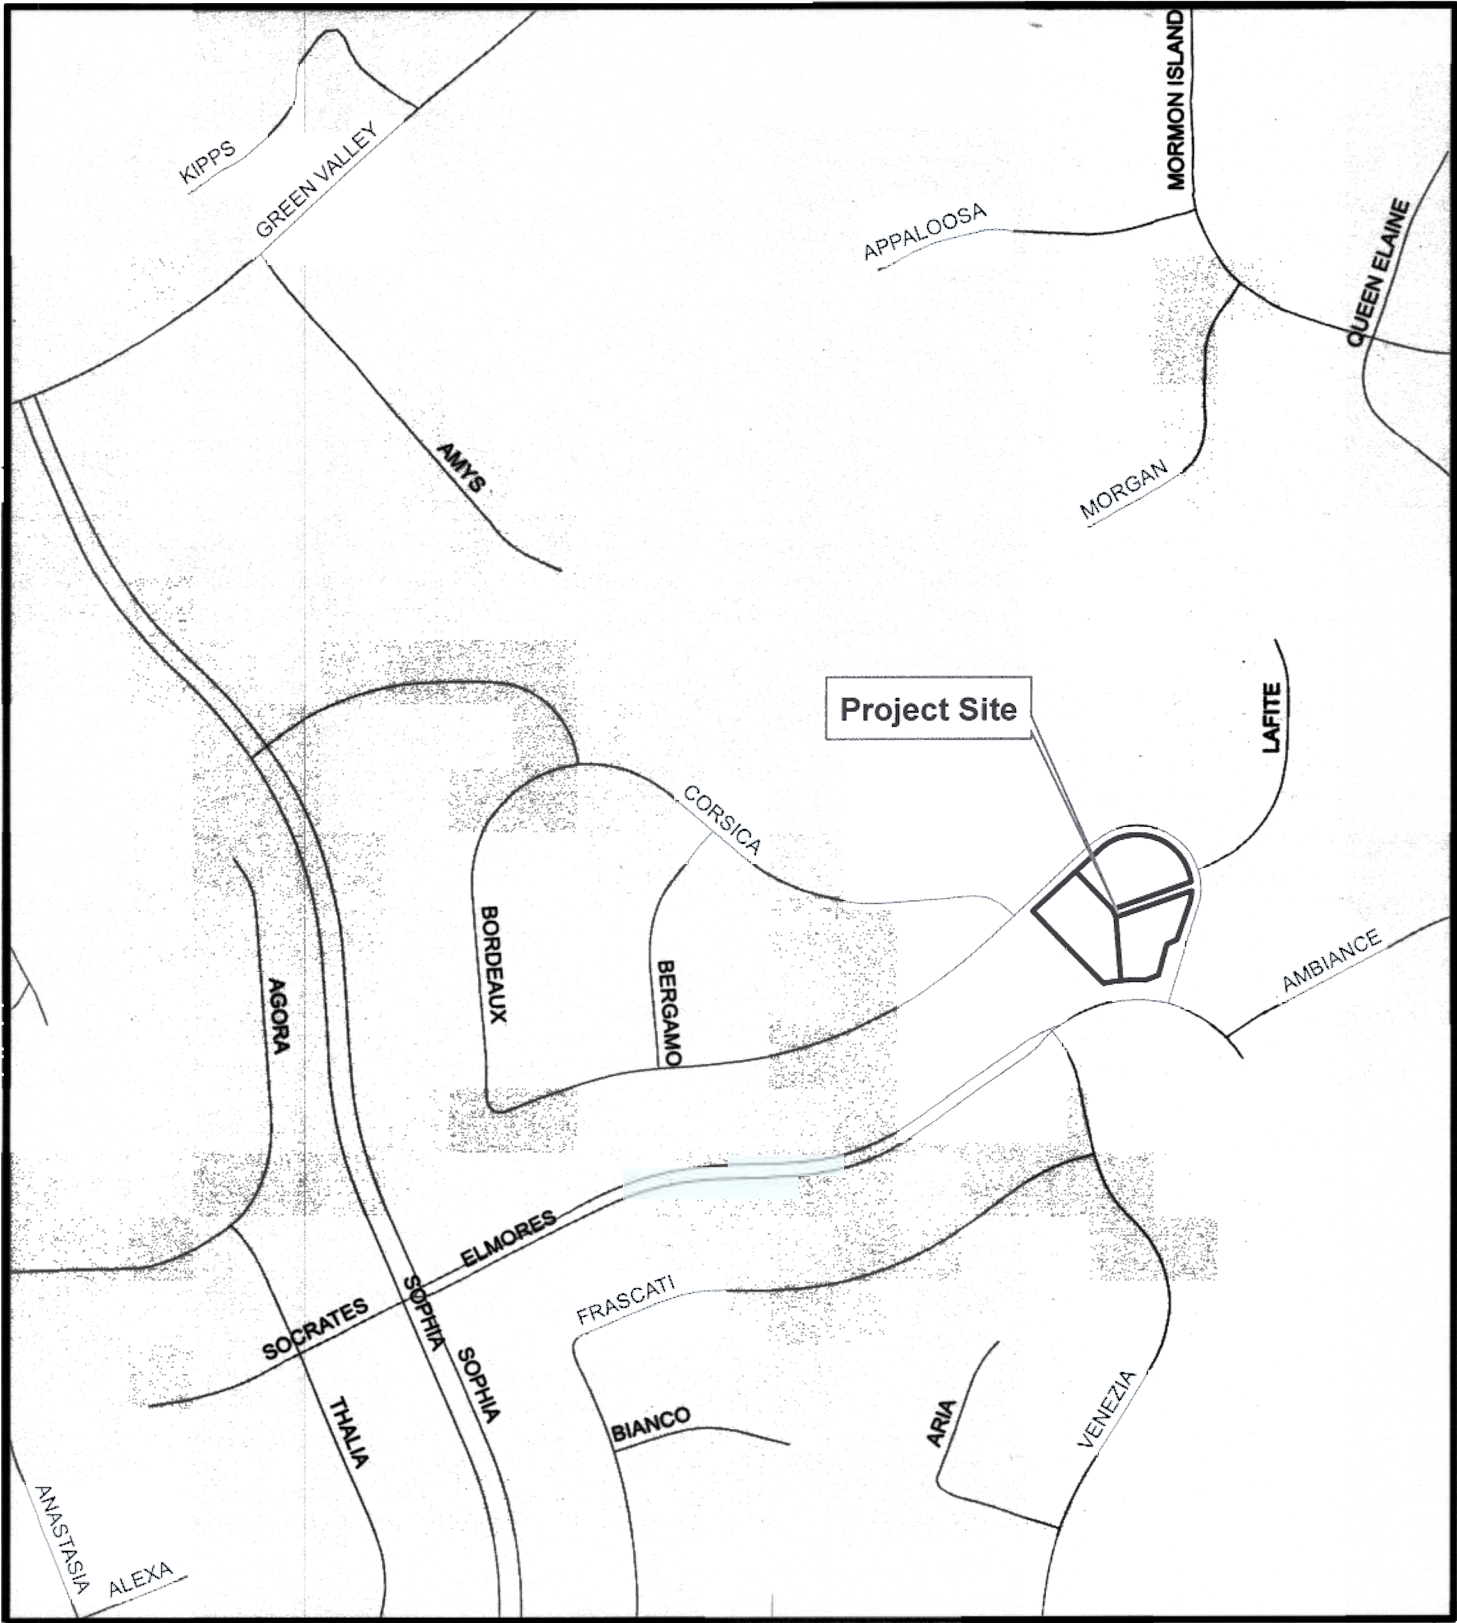 MORMON ISLAND
KIPPS
GREEN VALLEY
APPALOOSA
QUEEN ELAINE
AMYS
MORGAN
Project Site
LAFITE
CORSICA
BORDEAUX
BERGAMO
AGORA
AMBIANCE
ELMORES
SOPHIA
SOCRATES
FRASCATI
SOPHIA
THALIA
BIANCO
ARIA
VENEZIA
ANASTASIA
ALEXA